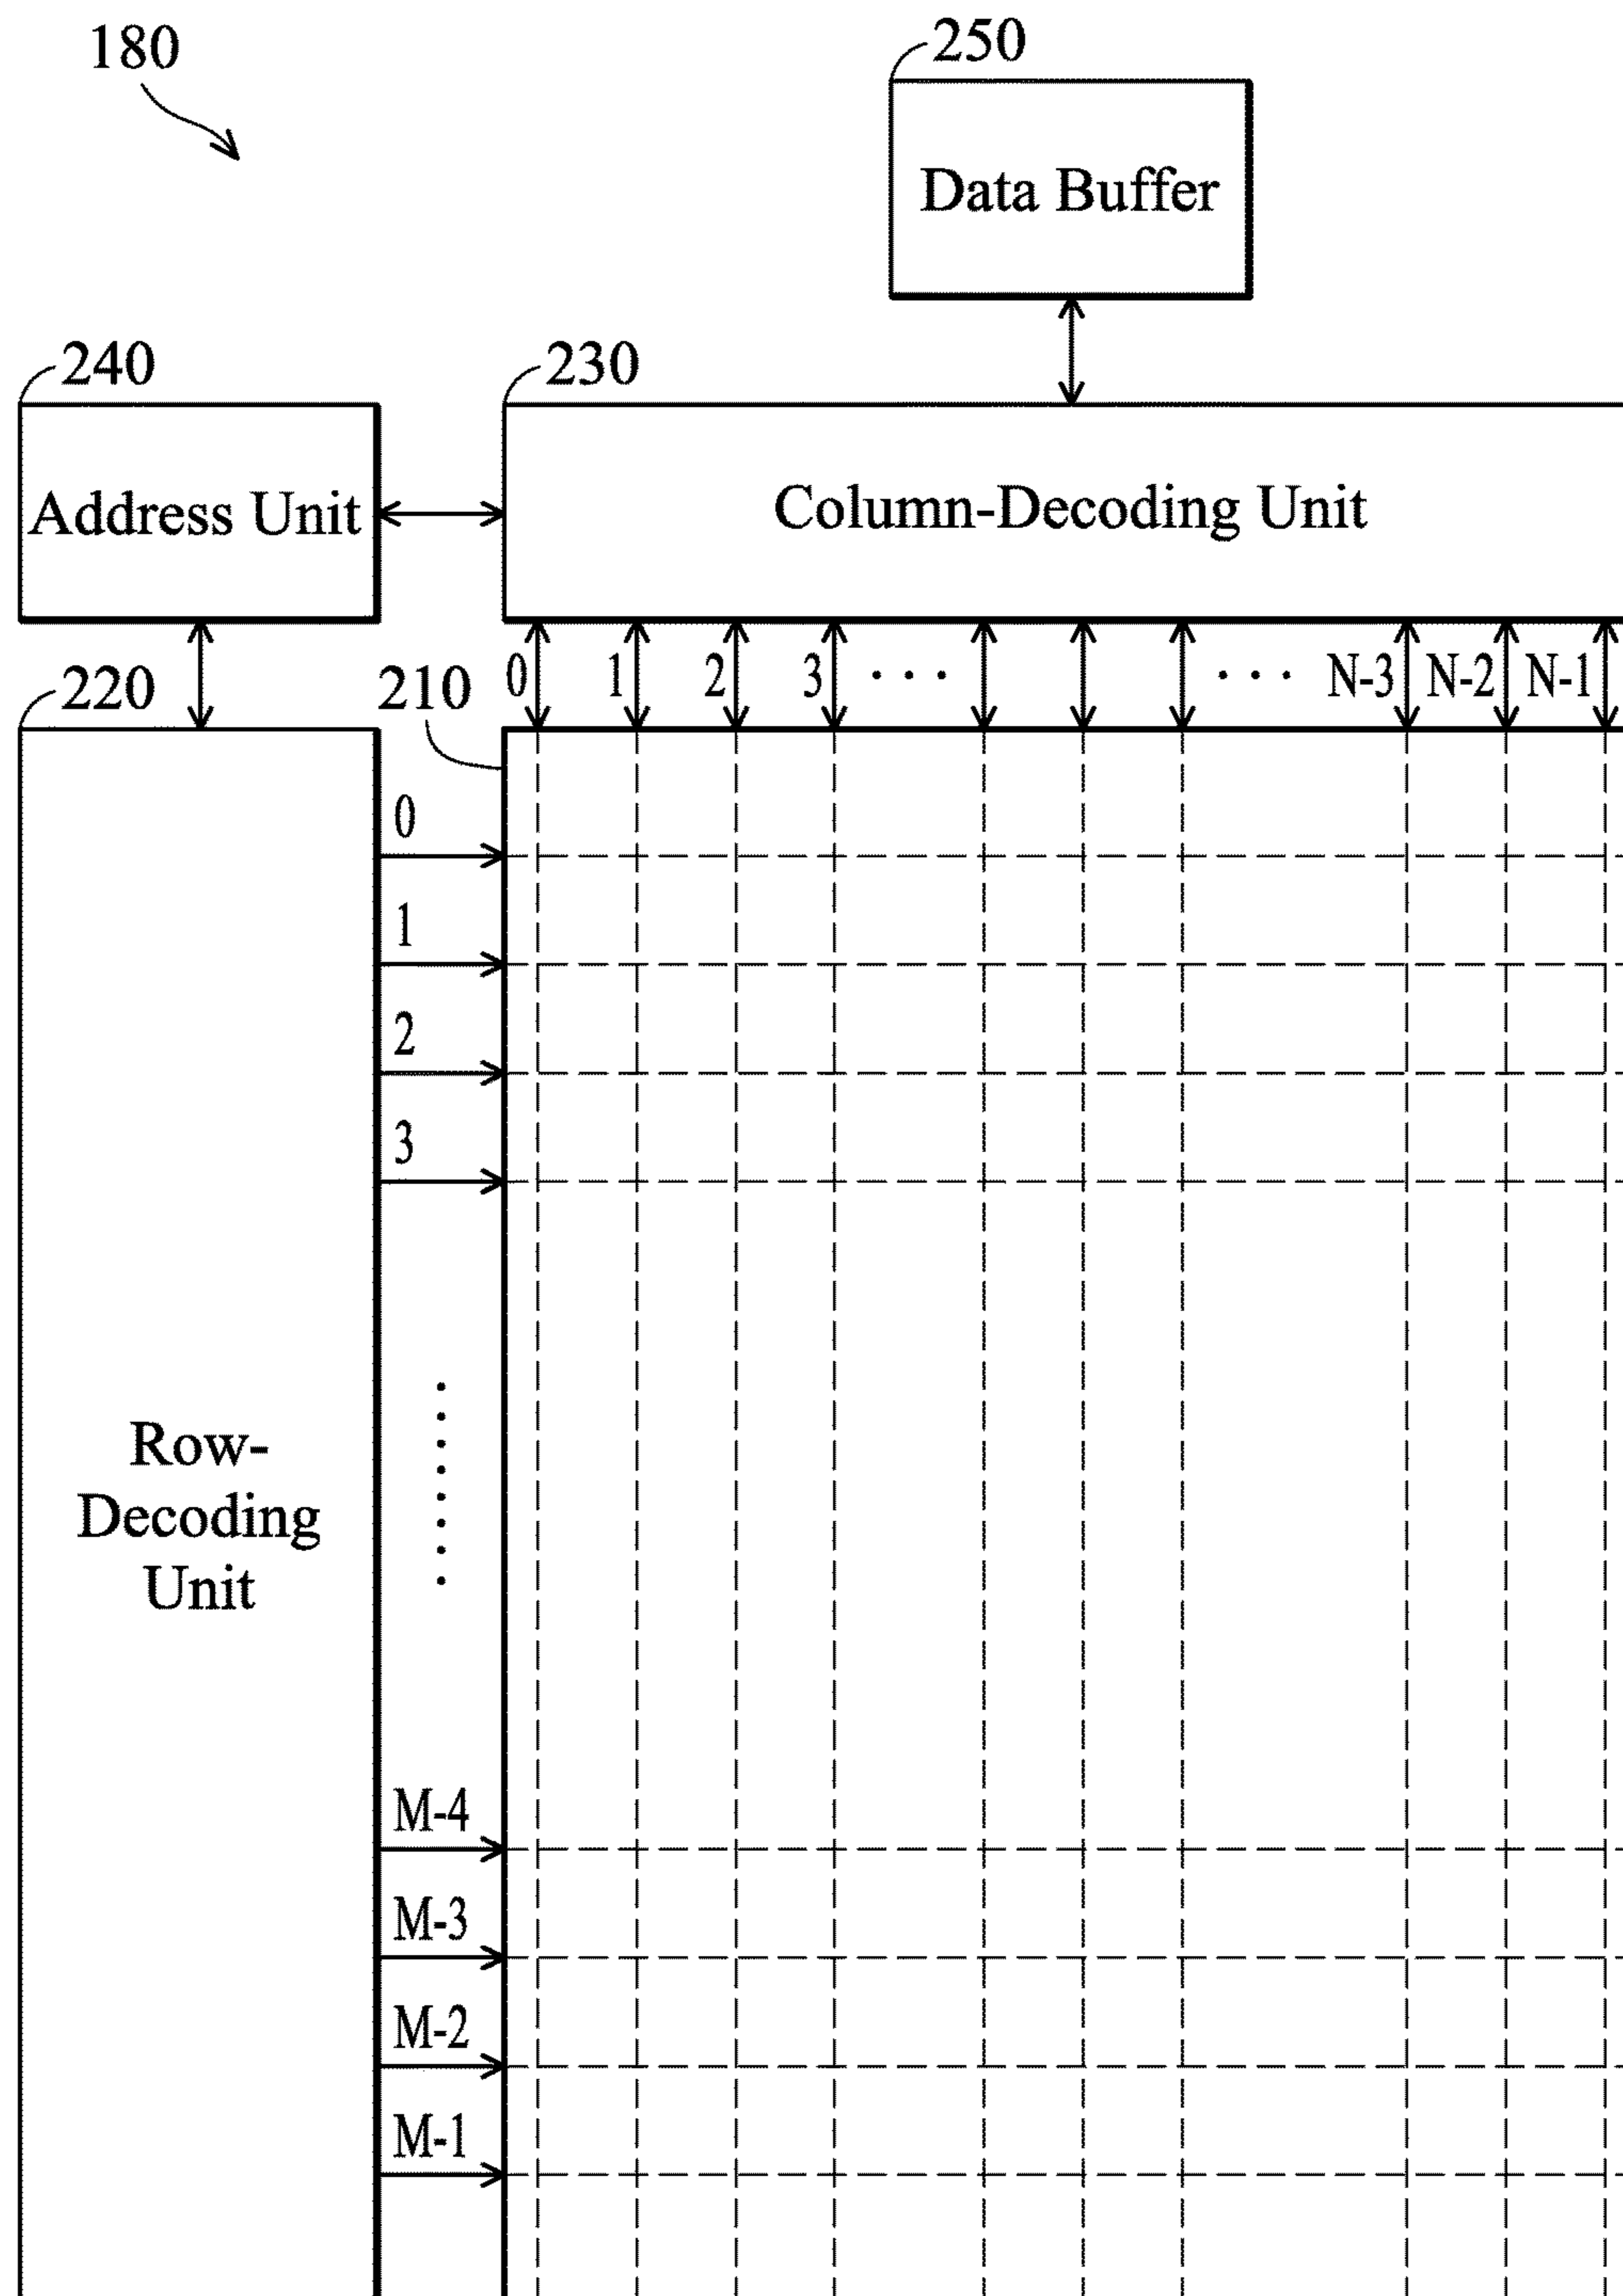 180
250
Data Buffer
240
230
Address Unit
Column-Decoding Unit
220
210
0 1 2 3 · · · · · · N-3 N-2 N-1
0
1
2
3
Row-
Decoding
Unit
M-4
M-3
M-2
M-1